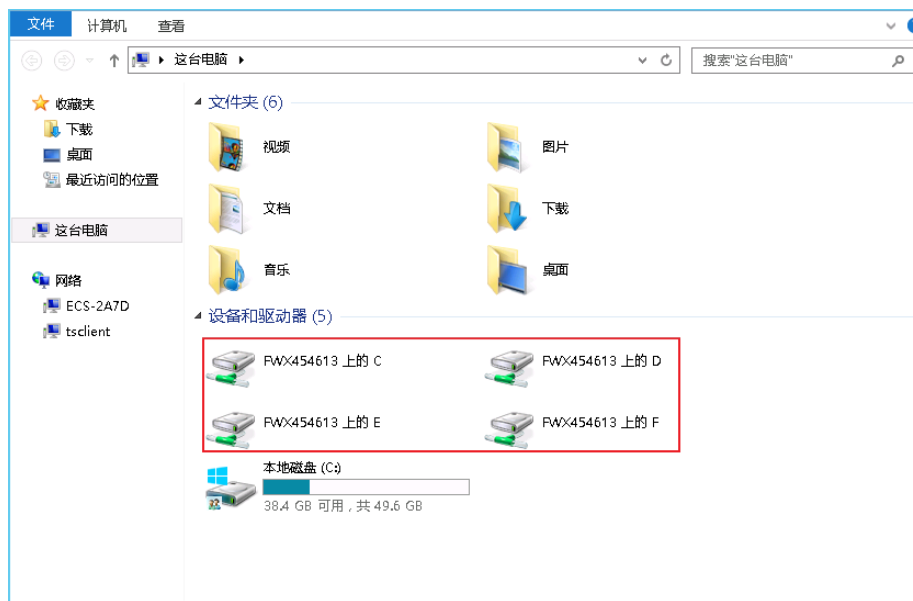 文件 计算机 查看
这台电脑 搜索"这台电脑"
收藏夹
下载
桌面
最近访问的位置
这台电脑
网络
ECS-2A7D
tsclient
文件夹 (6)
视频 图片
文档 下载
音乐 桌面
设备和驱动器 (5)
FWX454613 上的 C FWX454613 上的 D
FWX454613 上的 E FWX454613 上的 F
本地磁盘 (C:)
38.4 GB 可用，共 49.6 GB